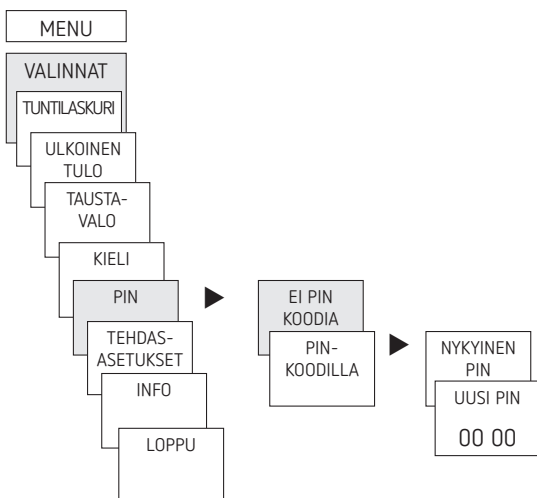 MENU
VALINNAT
TUNTILASKURI
ULKOINEN
TULO
TAUSTA-
VALO
KIELI
PIN
TEHDAS-
ASETUKSET
INFO
LOPPU
EI PIN
KOODIA
PIN-
KOODILLA
NYKYINEN
PIN
UUSI PIN
00 00